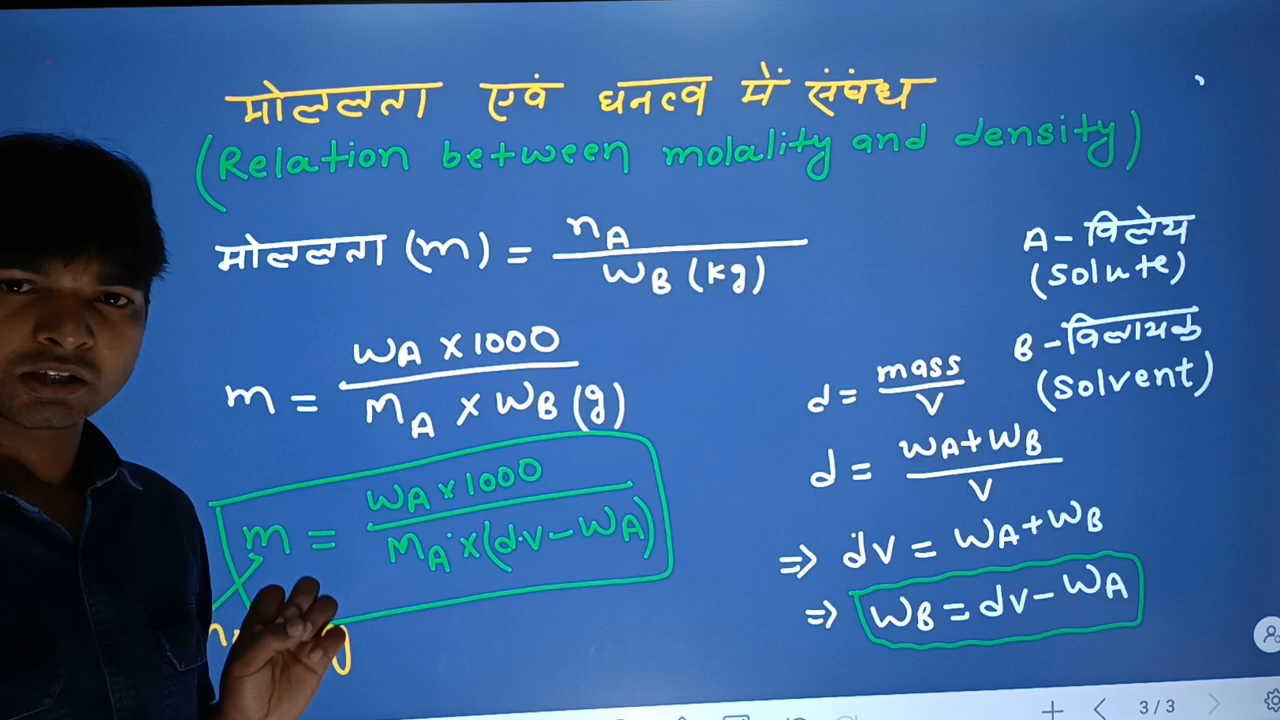 मोललता एवं घनत्व में संबंध
(Relation between molality and density)
मोललता (m) = nA / WB (kg)
A - विलेय
(solute)
B - विलायक
(solvent)
m = WA x 1000 / MA x WB (g)
m = WA x 1000 / MA x (d.v - WA)
d = mass / V
d = WA + WB / V
⇒ dv = WA + WB
⇒ WB = dv - WA
3/3